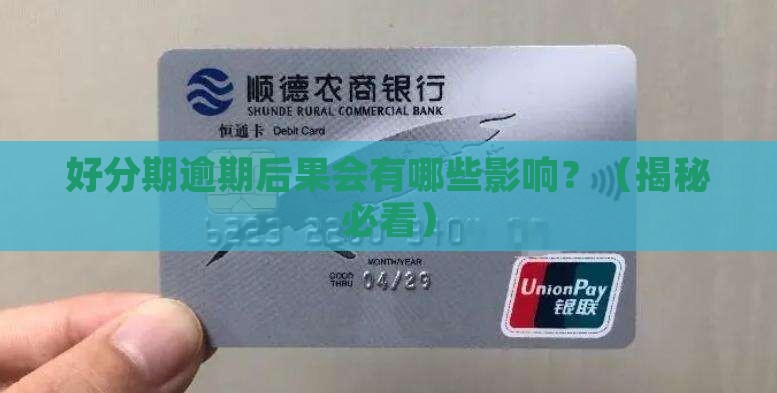 顺德农商银行
SHUNDE RURAL COMMERCIAL BANK
恒通卡 Debit Card
好分期逾期后果会有哪些影响？（揭秘
必看）
MONTH/YEAR
GOOD THRU 04/29
UnionPay
银联